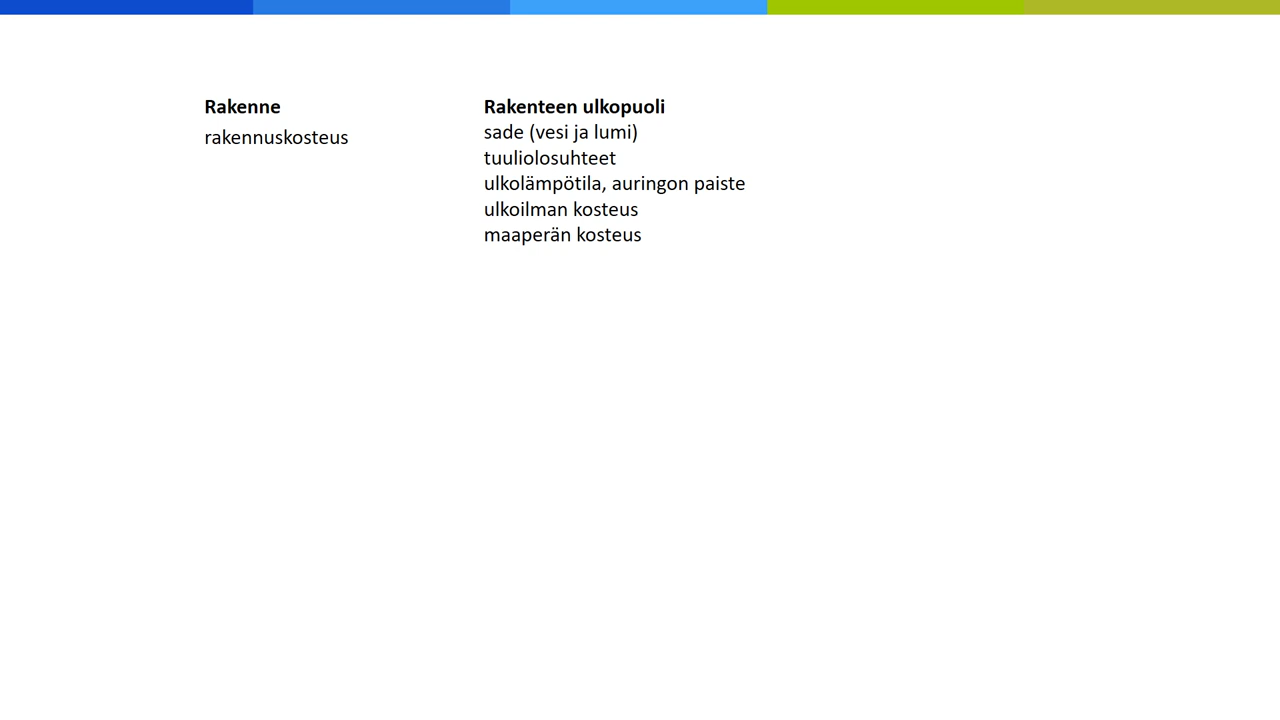 Rakenne
rakennuskosteus
Rakenteen ulkopuoli
sade (vesi ja lumi)
tuuliolosuhteet
ulkolämpötila, auringon paiste
ulkoilman kosteus
maaperän kosteus